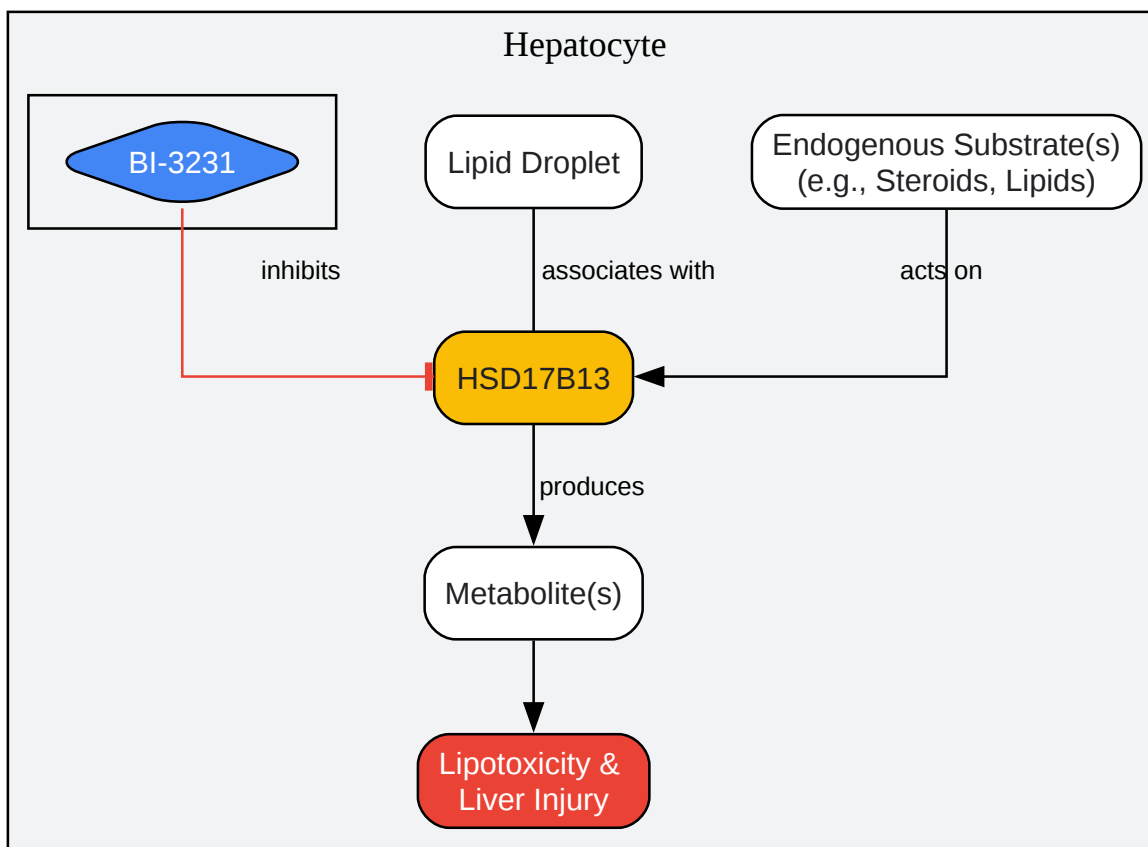 Hepatocyte
BI-3231
Lipid Droplet
Endogenous Substrate(s)
(e.g., Steroids, Lipids)
inhibits
associates with
acts on
HSD17B13
produces
Metabolite(s)
Lipotoxicity &
Liver Injury